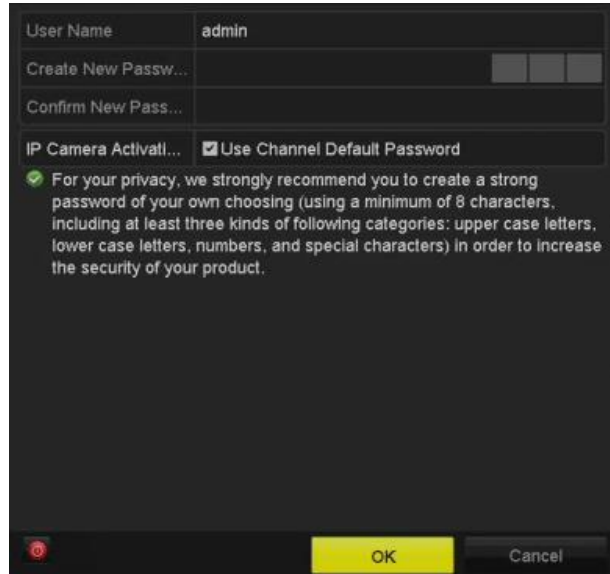 User Name admin
Create New Passw...
Confirm New Pass...
IP Camera Activati... Use Channel Default Password
For your privacy, we strongly recommend you to create a strong
password of your own choosing (using a minimum of 8 characters,
including at least three kinds of following categories: upper case letters,
lower case letters, numbers, and special characters) in order to increase
the security of your product.
OK Cancel